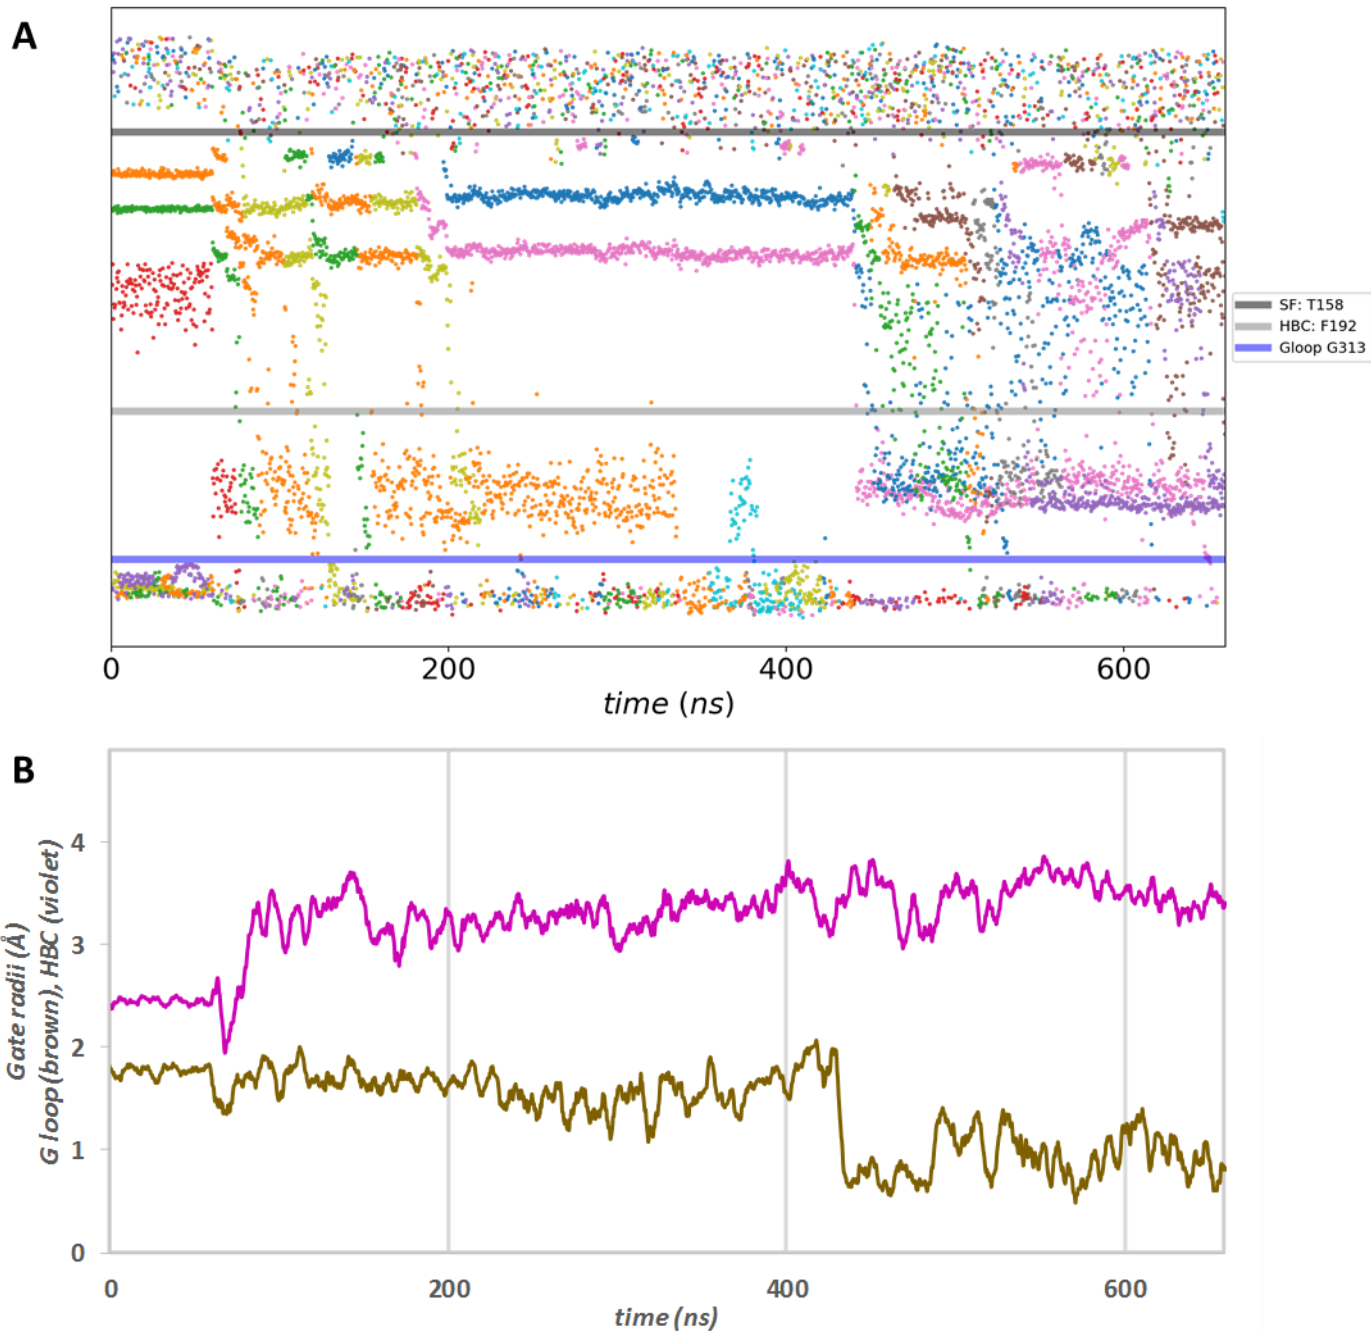 A
SF: T158
HBC: F192
Gloop G313
0 200 400 600
time (ns)
B
Gate radii (Å)
G loop (brown), HBC (violet)
4
3
2
1
0
0 200 400 600
time (ns)